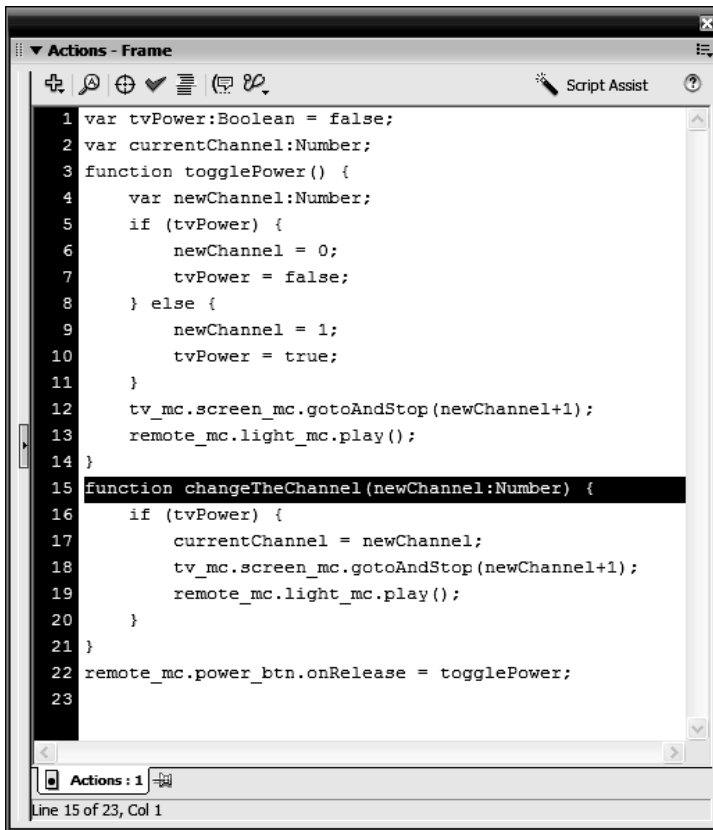 Actions - Frame
Script Assist
1 var tvPower:Boolean = false;
2 var currentChannel:Number;
3 function togglePower() {
4     var newChannel:Number;
5     if (tvPower) {
6         newChannel = 0;
7         tvPower = false;
8     } else {
9         newChannel = 1;
10         tvPower = true;
11     }
12     tv_mc.screen_mc.gotoAndStop(newChannel+1);
13     remote_mc.light_mc.play();
14 }
15 function changeTheChannel(newChannel:Number) {
16     if (tvPower) {
17         currentChannel = newChannel;
18         tv_mc.screen_mc.gotoAndStop(newChannel+1);
19         remote_mc.light_mc.play();
20     }
21 }
22 remote_mc.power_btn.onRelease = togglePower;
23
Actions : 1
Line 15 of 23, Col 1